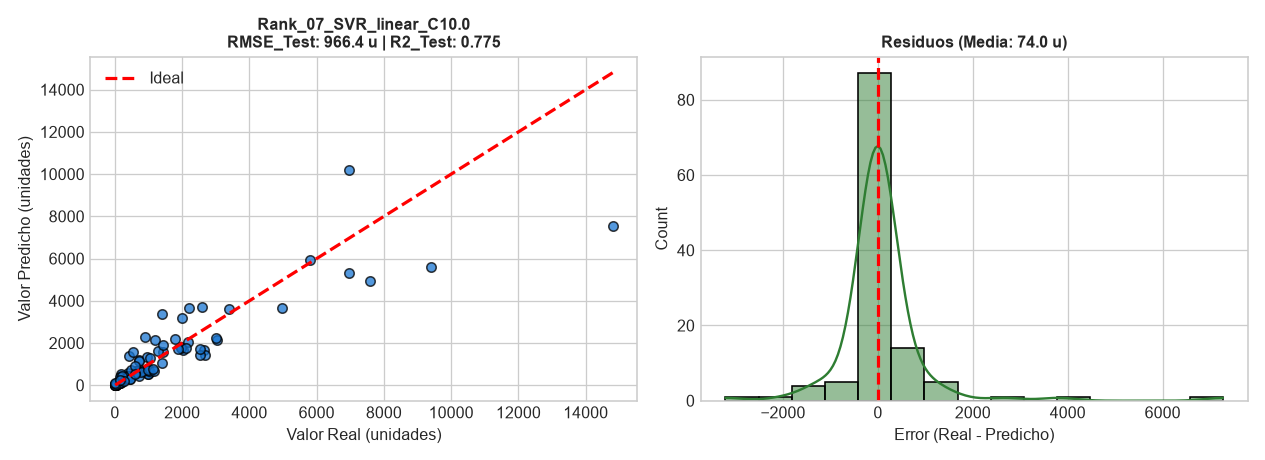 Rank_07_SVR_linear_C10.0
RMSE_Test: 966.4 u | R2_Test: 0.775
Ideal
14000
12000
10000
8000
6000
4000
2000
0
Valor Predicho (unidades)
0 2000 4000 6000 8000 10000 12000 14000
Valor Real (unidades)
Residuos (Media: 74.0 u)
80
60
40
20
0
Count
−2000 0 2000 4000 6000
Error (Real - Predicho)